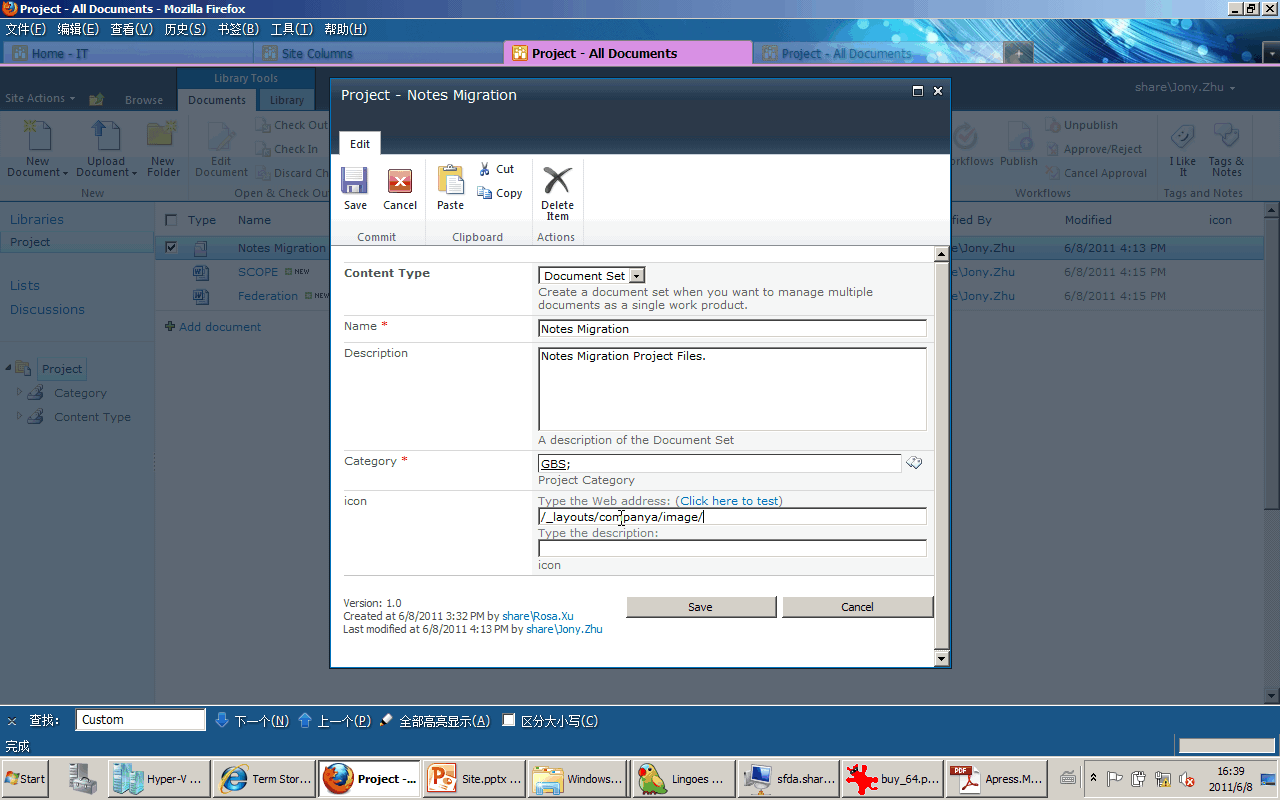 Project - All Documents - Mozilla Firefox
文件(F) 编辑(E) 查看(V) 历史(S) 书签(B) 工具(T) 帮助(H)
Home - IT
Site Columns
Project - All Documents
Project - All Documents
Library Tools
Site Actions
Browse
Documents
Library
share\Jony.Zhu
New Document
Upload Document
New Folder
New
Edit Document
Check Out
Check In
Discard Ch
Open & Check Out
orkflows
Publish
Unpublish
Approve/Reject
Cancel Approval
Workflows
I Like It
Tags & Notes
Tags and Notes
Libraries
Project
Lists
Discussions
Project
Category
Content Type
Type Name
fied By Modified icon
Notes Migration
e\Jony.Zhu 6/8/2011 4:13 PM
SCOPE NEW
e\Jony.Zhu 6/8/2011 4:15 PM
Federation NEW
e\Jony.Zhu 6/8/2011 4:15 PM
Add document
Project - Notes Migration
Edit
Save
Cancel
Commit
Paste
Cut
Copy
Clipboard
Delete Item
Actions
Content Type
Document Set
Create a document set when you want to manage multiple
documents as a single work product.
Name *
Notes Migration
Description
Notes Migration Project Files.
A description of the Document Set
Category *
GBS;
Project Category
icon
Type the Web address: (Click here to test)
/_layouts/companya/image/
Type the description:
icon
Version: 1.0
Created at 6/8/2011 3:32 PM by share\Rosa.Xu
Last modified at 6/8/2011 4:13 PM by share\Jony.Zhu
Save
Cancel
查找: Custom 下一个(N) 上一个(P) 全部高亮显示(A) 区分大小写(C)
完成
Start
Hyper-V ...
Term Stor...
Project -...
Site.pptx ...
Windows...
Lingoes ...
sfda.shar...
buy_64.p...
PDF
Apress.M...
16:39
2011/6/8